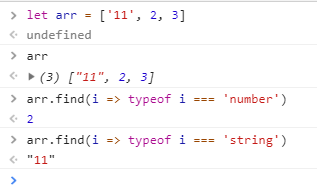 > let arr = ['11', 2, 3]
< undefined
> arr
< ▶ (3) ["11", 2, 3]
> arr.find(i => typeof i === 'number')
< 2
> arr.find(i => typeof i === 'string')
< "11"
>